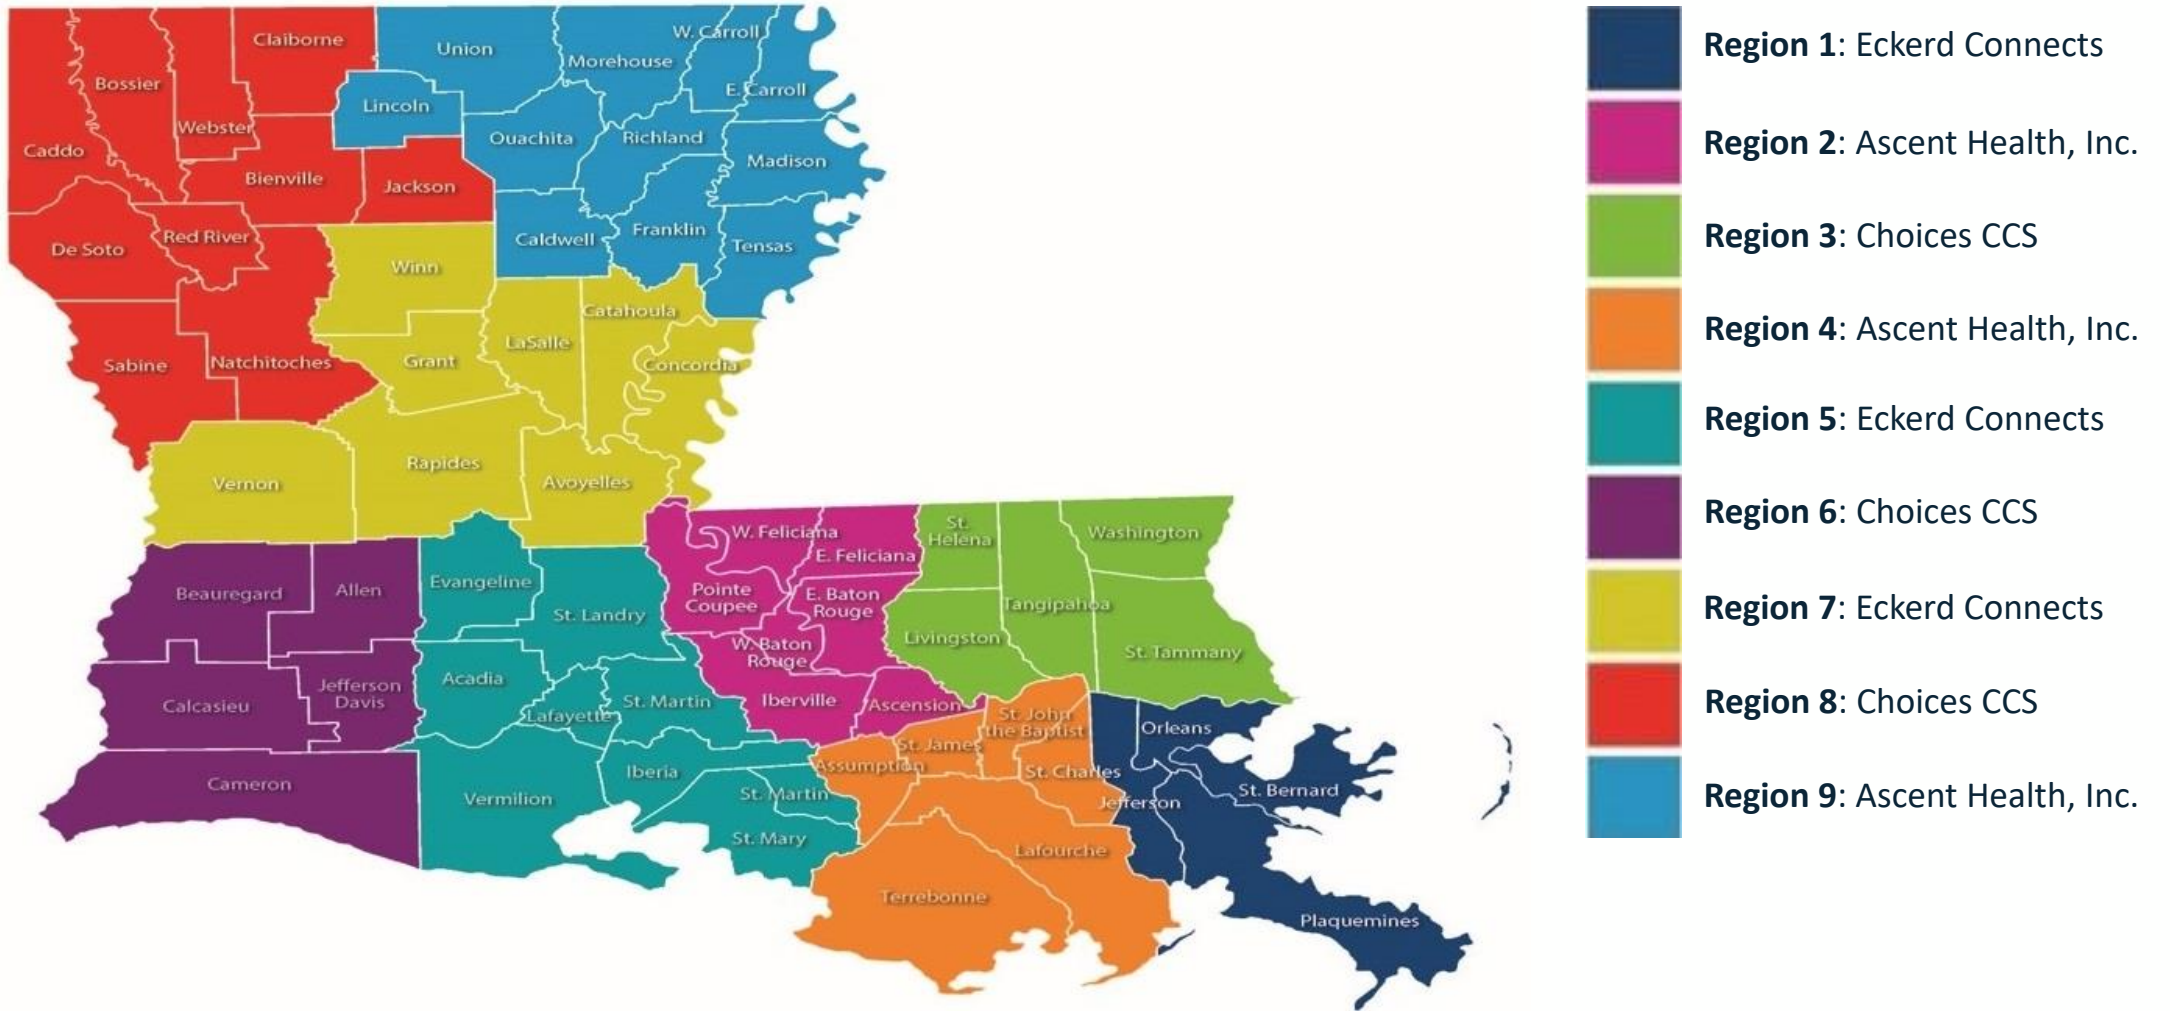 Claiborne
Union
W. Carroll
Morehouse
Bossier
E. Carroll
Lincoln
Webster
Ouachita
Richland
Caddo
Madison
Bienville
Jackson
De Soto
Red River
Caldwell
Franklin
Tensas
Winn
Catahoula
LaSalle
Sabine
Natchitoches
Grant
Concordia
Rapides
Vernon
Avoyelles
W. Feliciana
E. Feliciana
St.
Helena
Washington
Beauregard
Allen
Evangeline
St. Landry
Pointe
Coupee
E. Baton
Rouge
Tangipahoa
Livingston
W. Baton
Rouge
St. Tammany
Calcasieu
Jefferson
Davis
Acadia
Lafayette
St. Martin
Iberville
Ascension
St. John
the Baptist
Orleans
St. James
Assumption
St. Charles
Cameron
Vermilion
Iberia
St. Martin
St. Mary
Jefferson
St. Bernard
Lafourche
Terrebonne
Plaquemines
Region 1: Eckerd Connects
Region 2: Ascent Health, Inc.
Region 3: Choices CCS
Region 4: Ascent Health, Inc.
Region 5: Eckerd Connects
Region 6: Choices CCS
Region 7: Eckerd Connects
Region 8: Choices CCS
Region 9: Ascent Health, Inc.